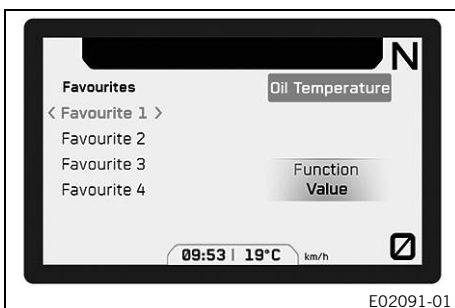 N
Favourites
Oil Temperature
< Favourite 1 >
Favourite 2
Favourite 3
Favourite 4
Function
Value
09:53 | 19°C km/h
0
E02091-01